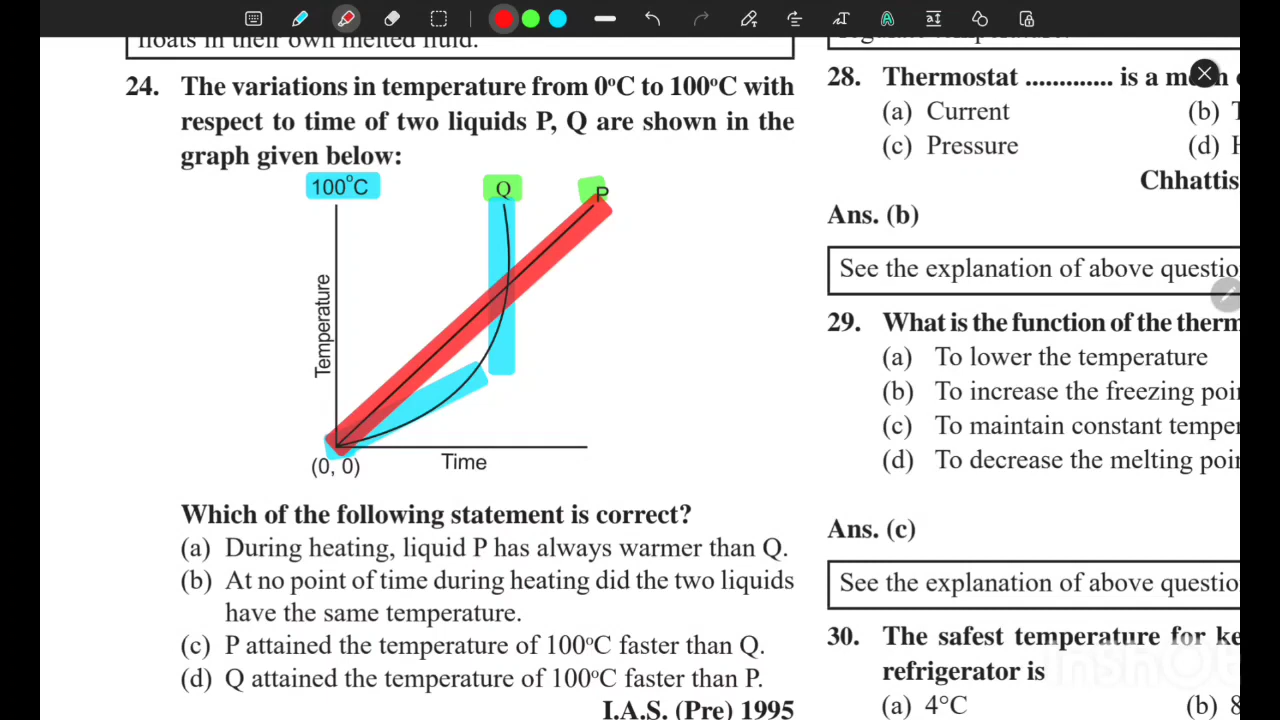 floats in their own melted fluid.
24. The variations in temperature from 0°C to 100°C with
respect to time of two liquids P, Q are shown in the
graph given below:
100°C
Q
P
Temperature
(0, 0)
Time
Which of the following statement is correct?
(a) During heating, liquid P has always warmer than Q.
(b) At no point of time during heating did the two liquids
have the same temperature.
(c) P attained the temperature of 100°C faster than Q.
(d) Q attained the temperature of 100°C faster than P.
I.A.S. (Pre) 1995
28. Thermostat ............. is a
(a) Current
(b)
(c) Pressure
(d)
Chhattis
Ans. (b)
See the explanation of above questio
29. What is the function of the therm
(a) To lower the temperature
(b) To increase the freezing poi
(c) To maintain constant temper
(d) To decrease the melting poi
Ans. (c)
See the explanation of above questio
30. The safest temperature for ke
refrigerator is
(a) 4°C
(b) 8